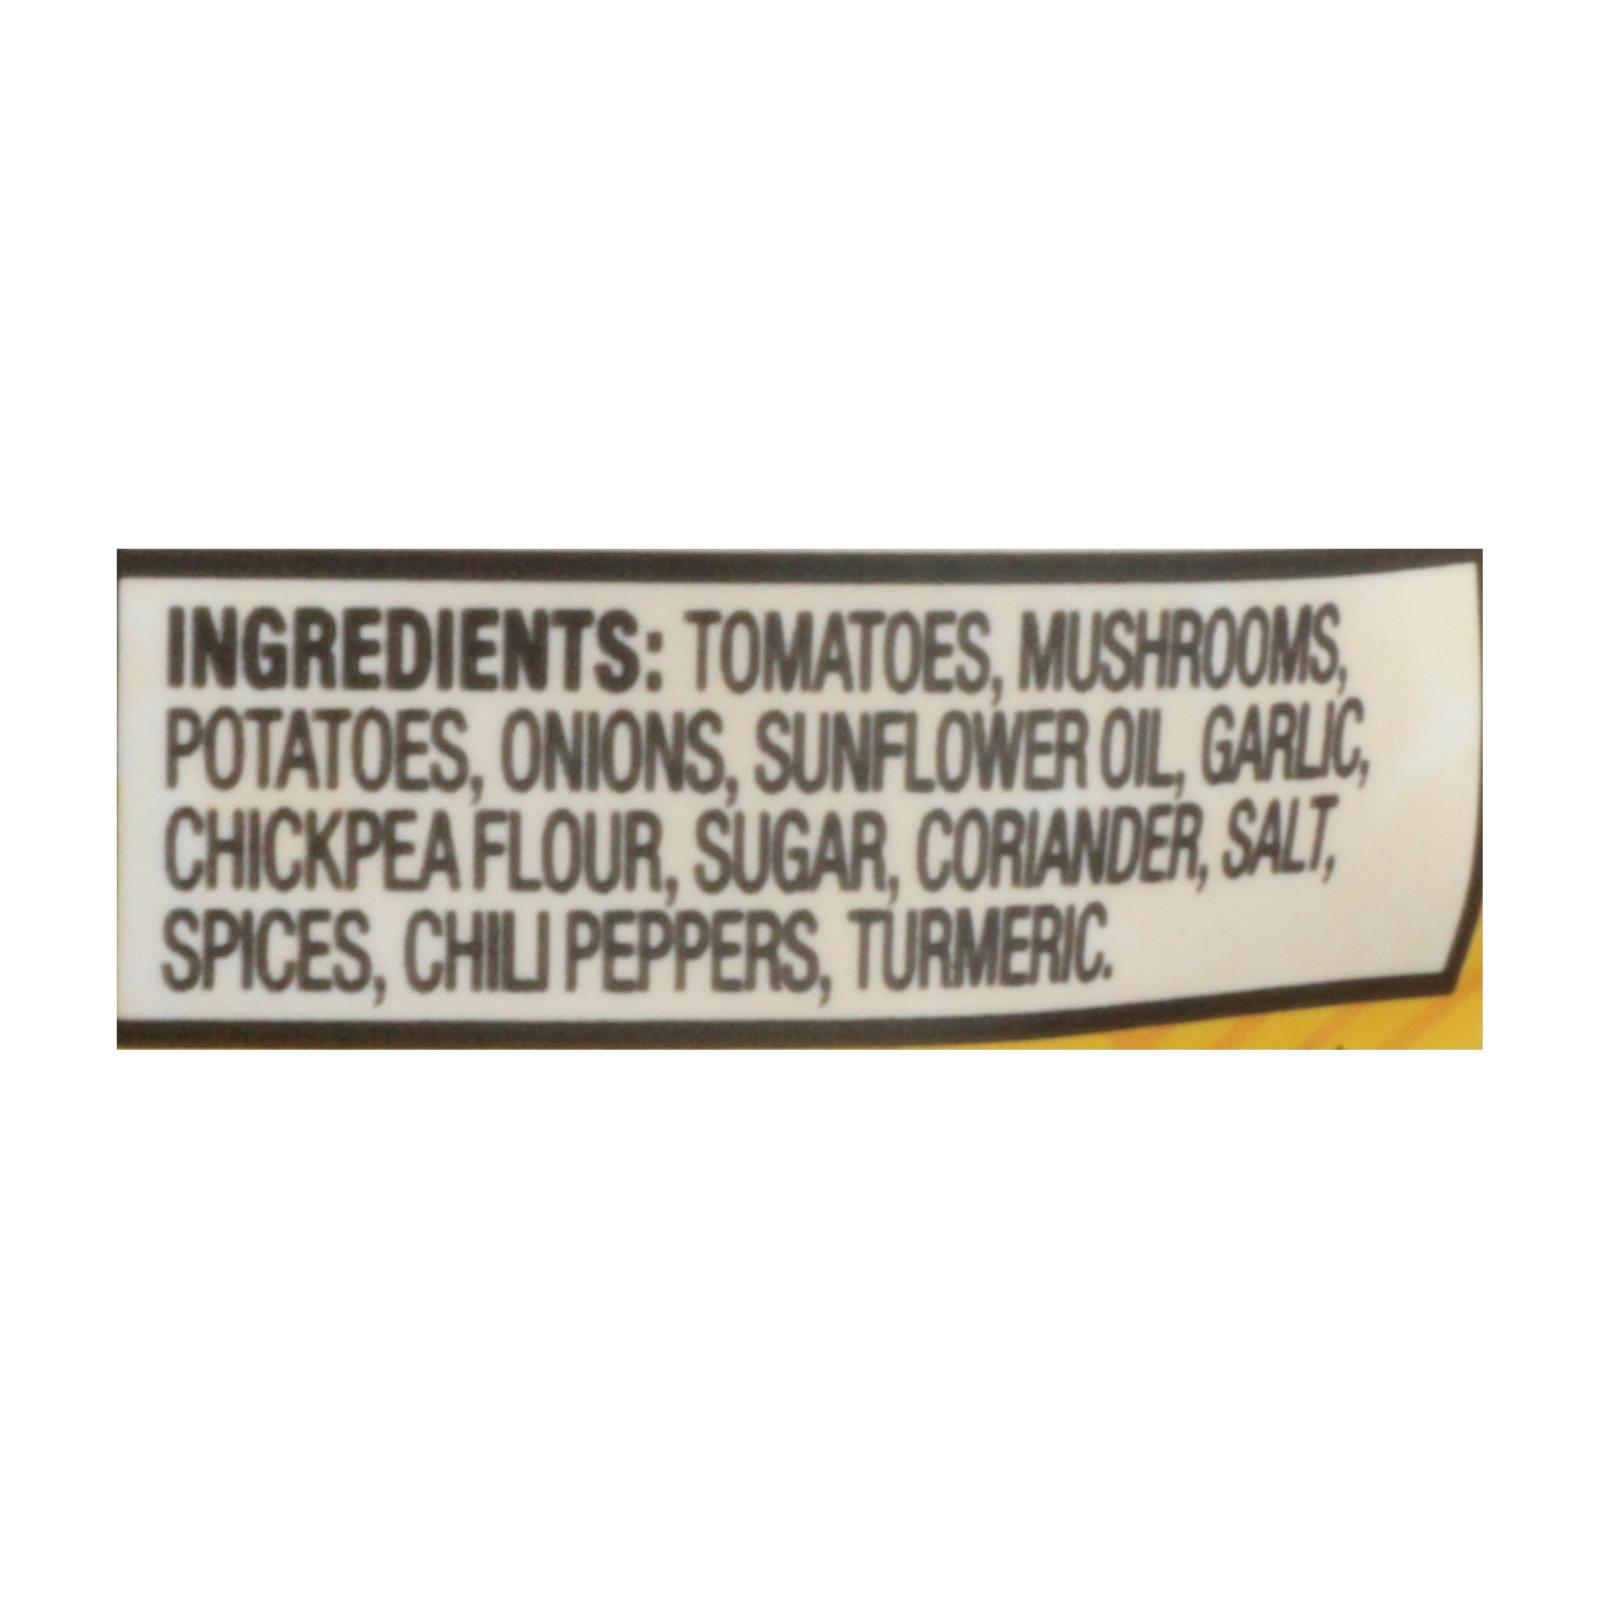 INGREDIENTS: TOMATOES, MUSHROOMS,
POTATOES, ONIONS, SUNFLOWER OIL, GARLIC,
CHICKPEA FLOUR, SUGAR, CORIANDER, SALT,
SPICES, CHILI PEPPERS, TURMERIC.